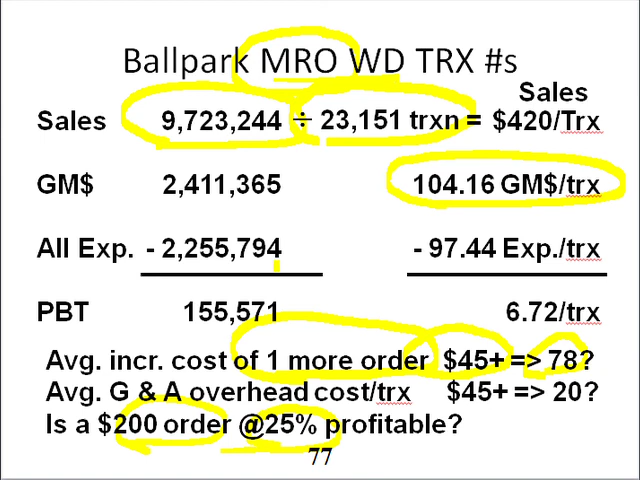 Ballpark MRO WD TRX #s
Sales
Sales 9,723,244 ÷ 23,151 trxn = $420/Trx
GM$ 2,411,365 104.16 GM$/trx
All Exp. - 2,255,794 - 97.44 Exp./trx
PBT 155,571 6.72/trx
Avg. incr. cost of 1 more order $45+ => 78?
Avg. G & A overhead cost/trx $45+ => 20?
Is a $200 order @25% profitable?
77